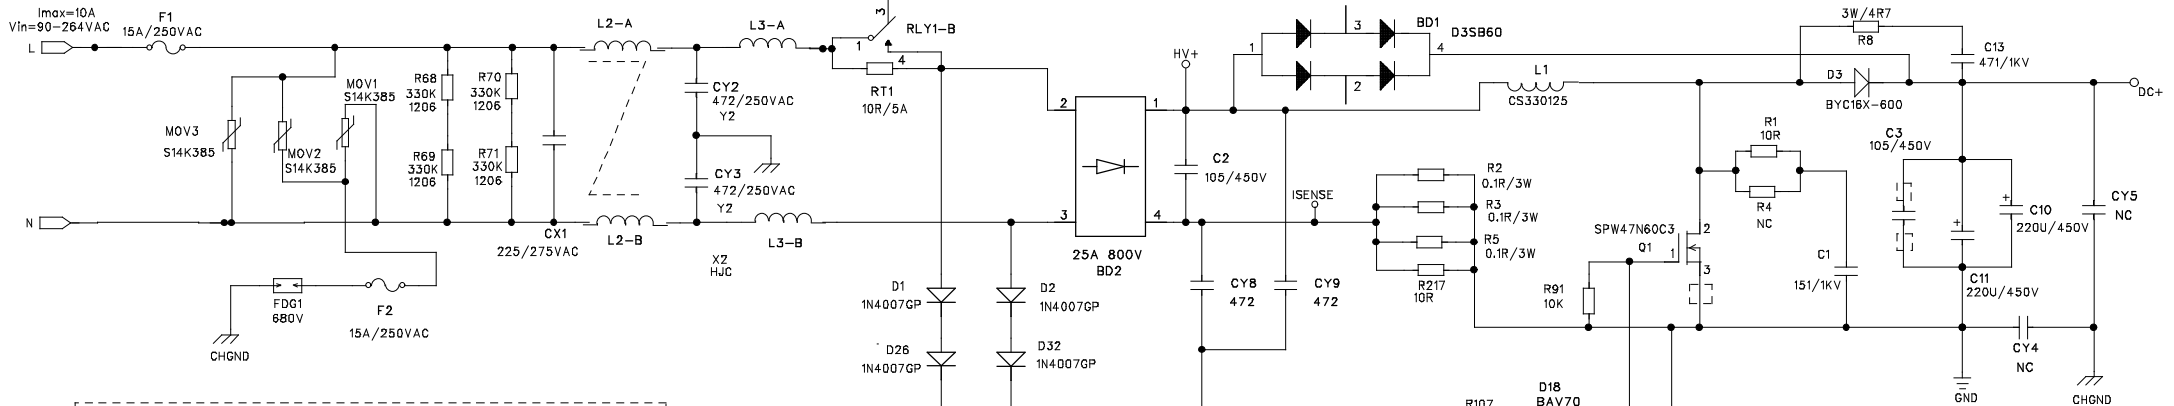 Imax=10A
Vin=90-264VAC
L
F1
15A/250VAC
MOV3
S14K385
MOV2
S14K385
MOV1
S14K385
R68
330K
1206
R70
330K
1206
R69
330K
1206
R71
330K
1206
N
CX1
225/275VAC
FDG1
680V
F2
15A/250VAC
CHGND
L2-A
L2-B
L3-A
L3-B
CY2
472/250VAC
Y2
CY3
472/250VAC
Y2
X2
HJC
3
1
RLY1-B
4
RT1
10R/5A
D1
1N4007GP
D2
1N4007GP
D26
1N4007GP
D32
1N4007GP
2
1
3
4
25A 800V
BD2
HV+
1
3
2
4
BD1
D3SB60
C2
105/450V
ISENSE
CY8
472
CY9
472
R2
0.1R/3W
R3
0.1R/3W
R5
0.1R/3W
R217
10R
L1
CS330125
3W/4R7
R8
C13
471/1KV
D3
BYC16X-600
DC+
R1
10R
R4
NC
SPW47N60C3
Q1
1
2
3
R91
10K
C1
151/1KV
C3
105/450V
+
+
C10
220U/450V
C11
220U/450V
CY5
NC
CY4
NC
GND
CHGND
D18
BAV70
R107